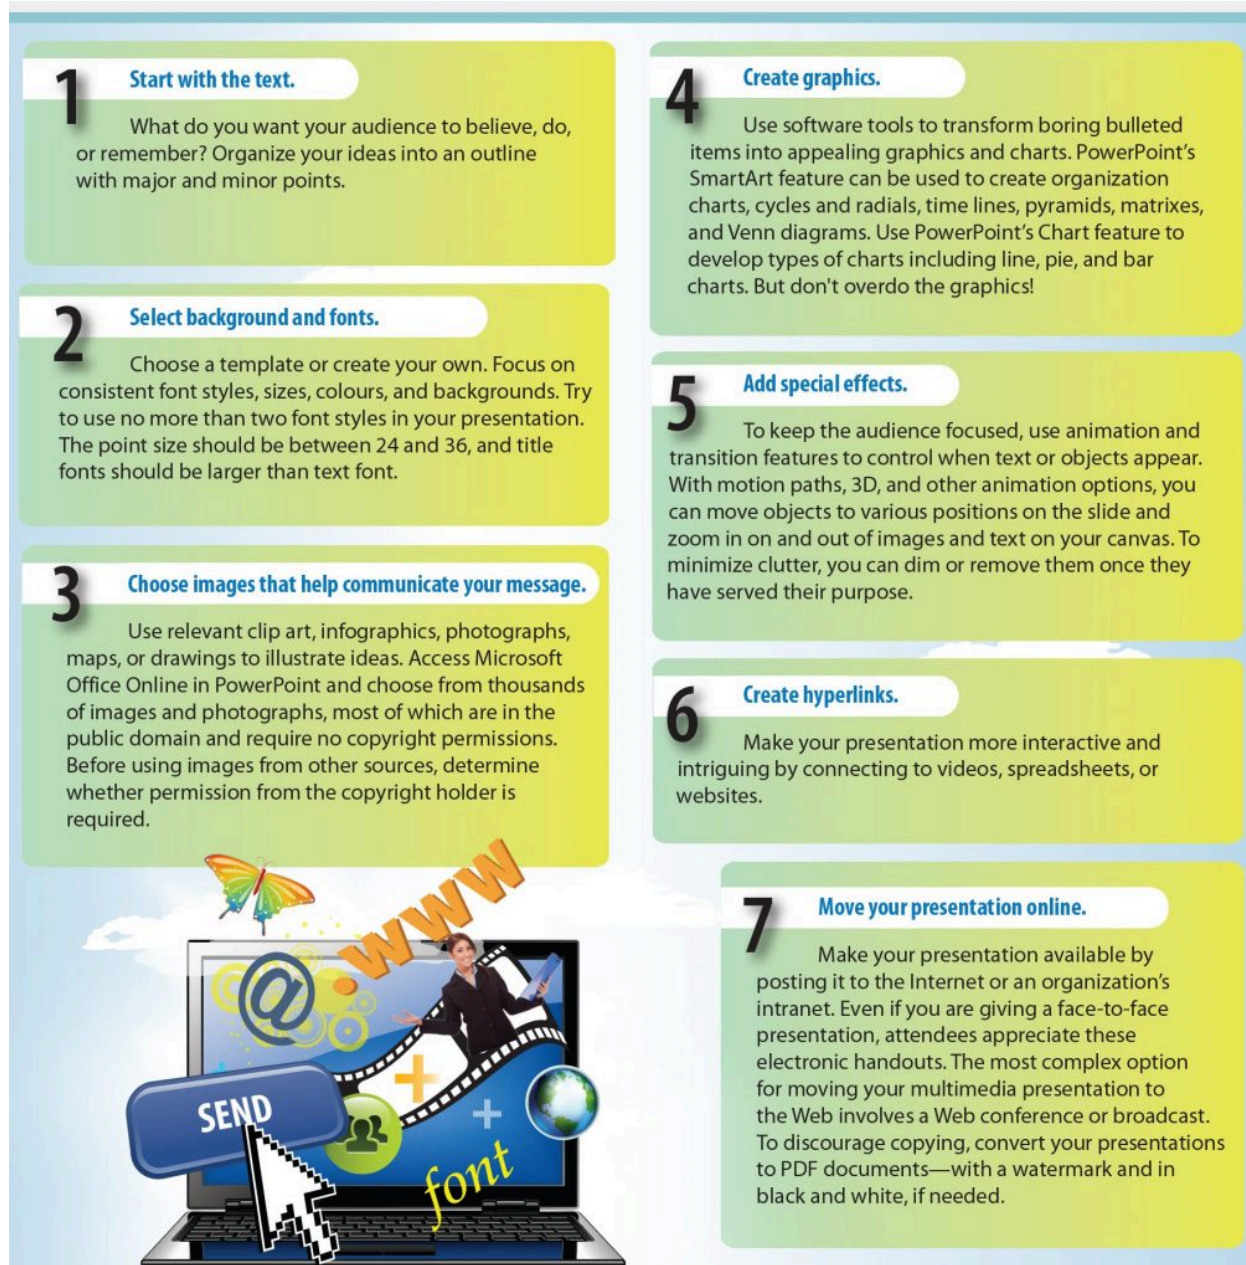 1
Start with the text.
What do you want your audience to believe, do,
or remember? Organize your ideas into an outline
with major and minor points.
2
Select background and fonts.
Choose a template or create your own. Focus on
consistent font styles, sizes, colours, and backgrounds. Try
to use no more than two font styles in your presentation.
The point size should be between 24 and 36, and title
fonts should be larger than text font.
3
Choose images that help communicate your message.
Use relevant clip art, infographics, photographs,
maps, or drawings to illustrate ideas. Access Microsoft
Office Online in PowerPoint and choose from thousands
of images and photographs, most of which are in the
public domain and require no copyright permissions.
Before using images from other sources, determine
whether permission from the copyright holder is
required.
4
Create graphics.
Use software tools to transform boring bulleted
items into appealing graphics and charts. PowerPoint's
SmartArt feature can be used to create organization
charts, cycles and radials, time lines, pyramids, matrixes,
and Venn diagrams. Use PowerPoint's Chart feature to
develop types of charts including line, pie, and bar
charts. But don't overdo the graphics!
5
Add special effects.
To keep the audience focused, use animation and
transition features to control when text or objects appear.
With motion paths, 3D, and other animation options, you
can move objects to various positions on the slide and
zoom in on and out of images and text on your canvas. To
minimize clutter, you can dim or remove them once they
have served their purpose.
6
Create hyperlinks.
Make your presentation more interactive and
intriguing by connecting to videos, spreadsheets, or
websites.
7
Move your presentation online.
Make your presentation available by
posting it to the Internet or an organization's
intranet. Even if you are giving a face-to-face
presentation, attendees appreciate these
electronic handouts. The most complex option
for moving your multimedia presentation to
the Web involves a Web conference or broadcast.
To discourage copying, convert your presentations
to PDF documents—with a watermark and in
black and white, if needed.
.www
@
SEND
font